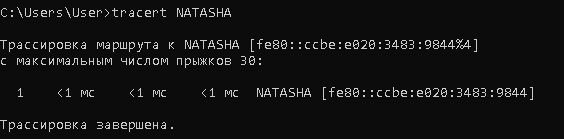 C:\Users\User>tracert NATASHA
Трассировка маршрута к NATASHA [fe80::ccbe:e020:3483:9844%4]
с максимальным числом прыжков 30:
1 <1 мс <1 мс <1 мс NATASHA [fe80::ccbe:e020:3483:9844]
Трассировка завершена.